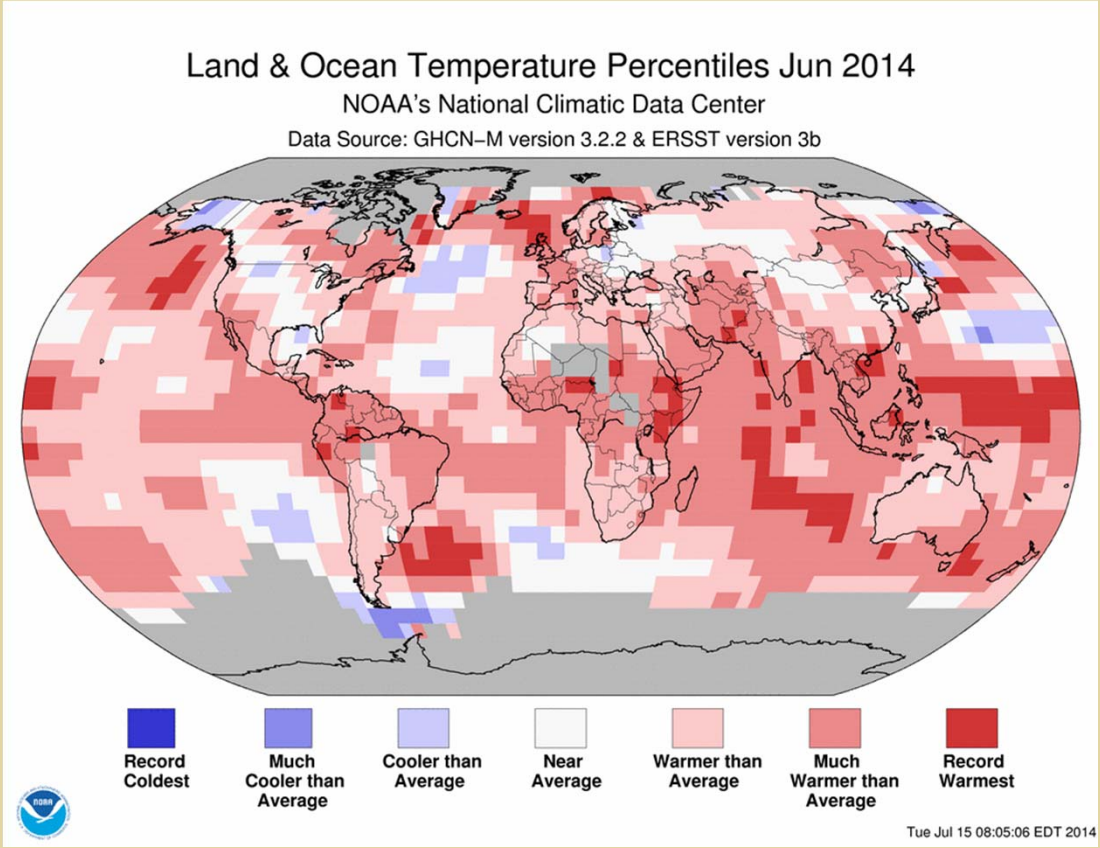 Land & Ocean Temperature Percentiles Jun 2014
NOAA's National Climatic Data Center
Data Source: GHCN–M version 3.2.2 & ERSST version 3b
Record
Coldest
Much
Cooler than
Average
Cooler than
Average
Near
Average
Warmer than
Average
Much
Warmer than
Average
Record
Warmest
NOAA
Tue Jul 15 08:05:06 EDT 2014